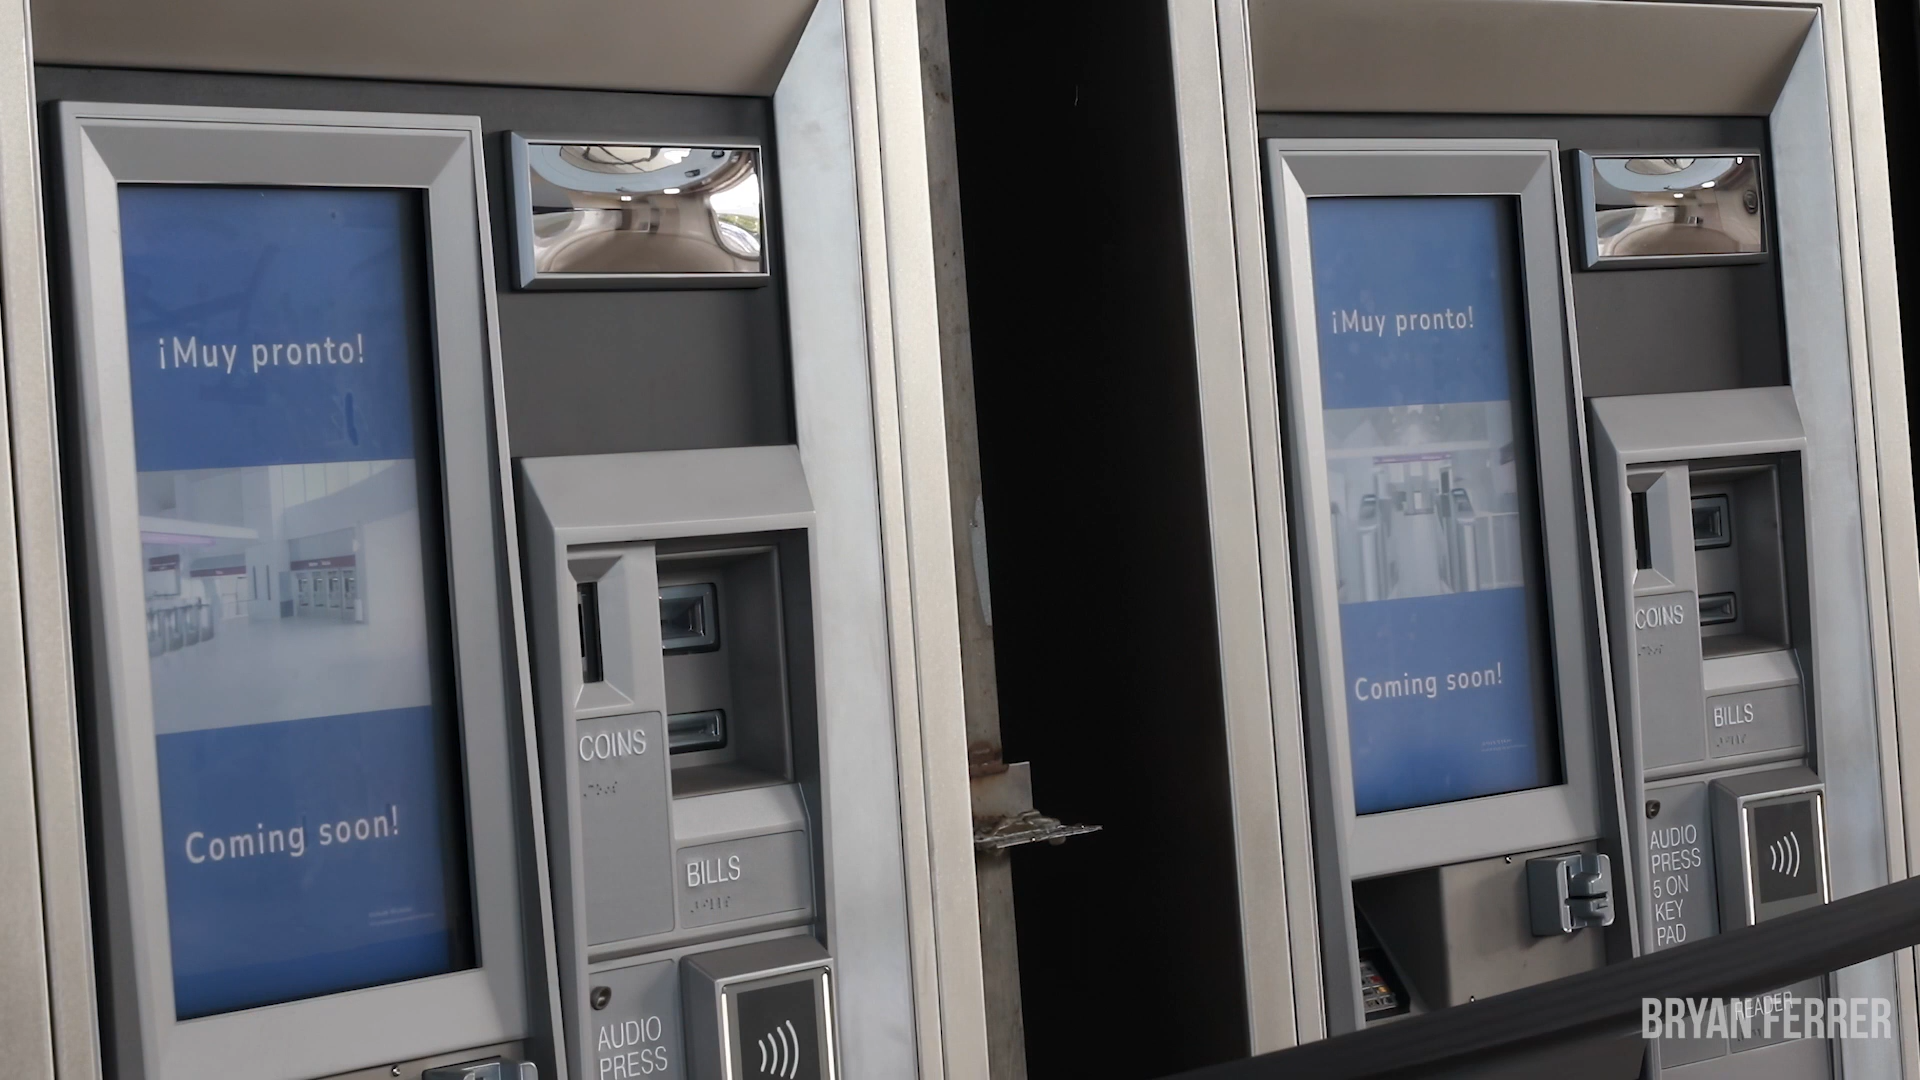 ¡Muy pronto!
Coming soon!
COINS
BILLS
AUDIO
PRESS
¡Muy pronto!
Coming soon!
COINS
BILLS
AUDIO
PRESS
5 ON
KEY
PAD
READER
BRYAN FERRER